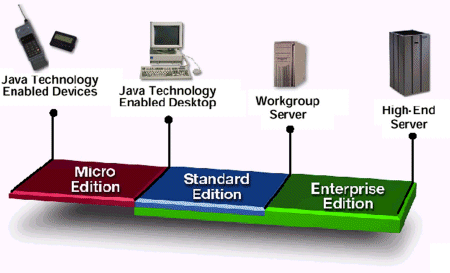 Java Technology
Enabled Devices
Java Technology
Enabled Desktop
Workgroup
Server
High-End
Server
Micro
Edition
Standard
Edition
Enterprise
Edition